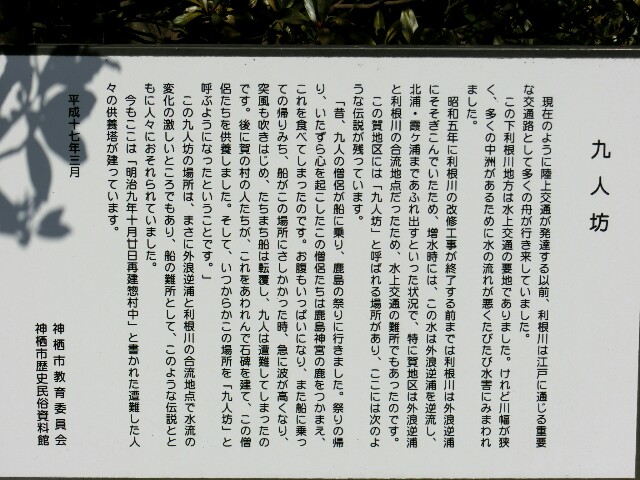 九人坊
現在のように陸上交通が発達する以前、利根川は江戸に通じる重要
な交通路として多くの舟が行き来していました。
この下利根川地方は水上交通の要地でありました。けれど川幅が狭
く、多くの中洲があるために水の流れが悪くたびたび水害にみまわれ
ました。
昭和五年に利根川の改修工事が終了する前までは利根川は外浪逆浦
にそそぎこんでいたため、増水時には、この水は外浪逆浦を逆流し、
北浦・霞ヶ浦まであふれ出すといった状況で、特に賀地区は外浪逆浦
と利根川の合流地点だったため、水上交通の難所でもあったのです。
この賀地区には「九人坊」と呼ばれる場所があり、ここには次のよ
うな伝説が残っています。
「昔、九人の僧侶が船に乗り、鹿島の祭りに行きました。祭りの帰
り、いたずら心を起こしたこの僧侶たちは鹿島神宮の鹿をつかまえ、
これを食べてしまったのです。お腹もいっぱいになり、また船に乗っ
ての帰りみち、船がこの場所にさしかかった時、急に波が高くなり、
突風も吹きはじめ、たちまち船は転覆し、九人は遭難してしまったの
です。後に賀の村の人たちが、これをあわれんで石碑を建て、この僧
侶たちを供養しました。そして、いつからかこの場所を「九人坊」と
呼ぶようになったということです。」
この九人坊の場所は、まさに外浪逆浦と利根川の合流地点で水流の
変化の激しいところでもあり、船の難所として、このような伝説とと
もに人々におそれられていました。
今もここは「明治九年十月廿日再建惣村中」と書かれた遭難した人
々の供養塔が建っています。
平成十七年三月
神栖市教育委員会
神栖市歴史民俗資料館